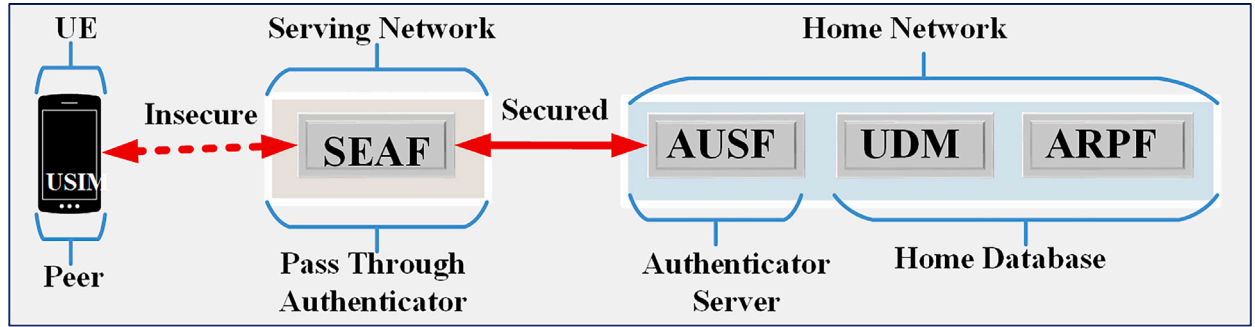 UE
Serving Network
Home Network
Insecure
Secured
USIM
SEAF
AUSF
UDM
ARPF
Peer
Pass Through
Authenticator
Authenticator
Server
Home Database